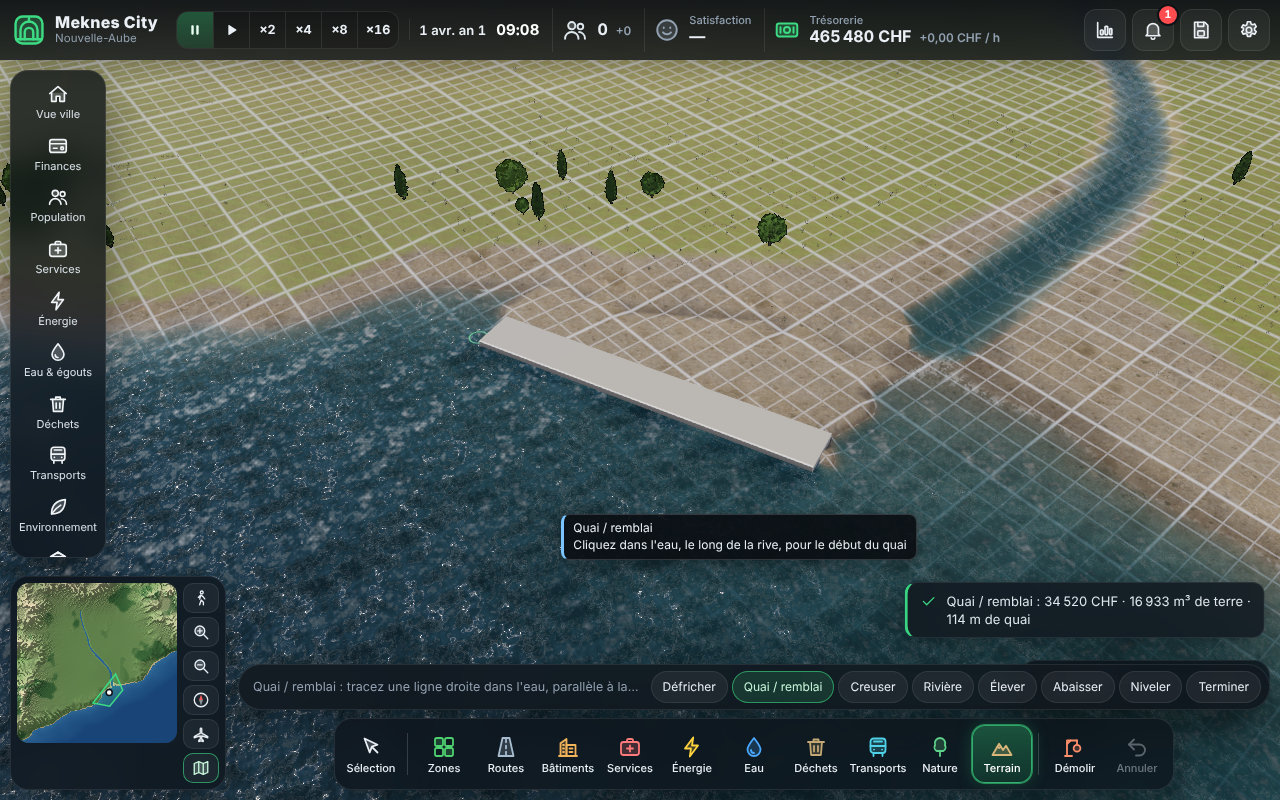 Meknes City
Nouvelle-Aube
×2
×4
×8
×16
1 avr. an 1 09:08
0 +0
Satisfaction
—
Trésorerie
465 480 CHF +0,00 CHF / h
1
Vue ville
Finances
Population
Services
Énergie
Eau & égouts
Déchets
Transports
Environnement
Quai / remblai
Cliquez dans l'eau, le long de la rive, pour le début du quai
Quai / remblai : 34 520 CHF · 16 933 m³ de terre ·
114 m de quai
Quai / remblai : tracez une ligne droite dans l'eau, parallèle à la…
Défricher
Quai / remblai
Creuser
Rivière
Élever
Abaisser
Niveler
Terminer
Sélection
Zones
Routes
Bâtiments
Services
Énergie
Eau
Déchets
Transports
Nature
Terrain
Démolir
Annuler